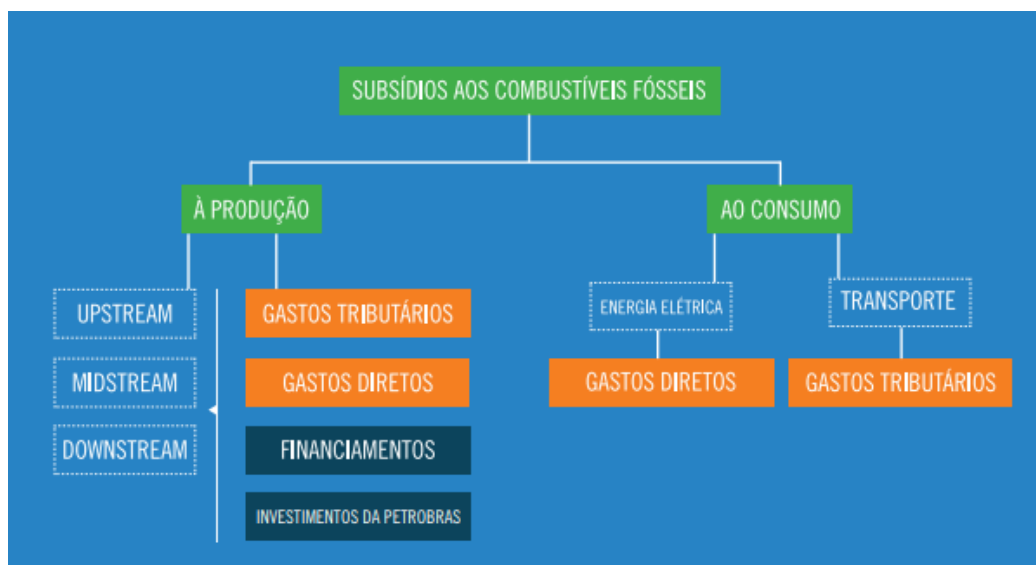 SUBSÍDIOS AOS COMBUSTÍVEIS FÓSSEIS
À PRODUÇÃO
AO CONSUMO
UPSTREAM
MIDSTREAM
DOWNSTREAM
GASTOS TRIBUTÁRIOS
GASTOS DIRETOS
FINANCIAMENTOS
INVESTIMENTOS DA PETROBRAS
ENERGIA ELÉTRICA
GASTOS DIRETOS
TRANSPORTE
GASTOS TRIBUTÁRIOS